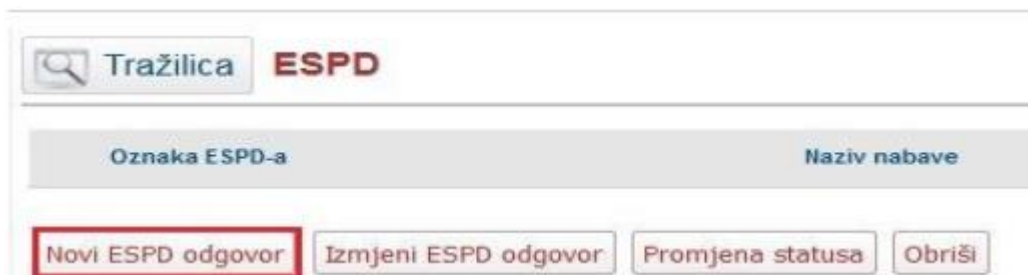 Tražilica ESPD
Oznaka ESPD-a Naziv nabave
Novi ESPD odgovor Izmjeni ESPD odgovor Promjena statusa Obriši